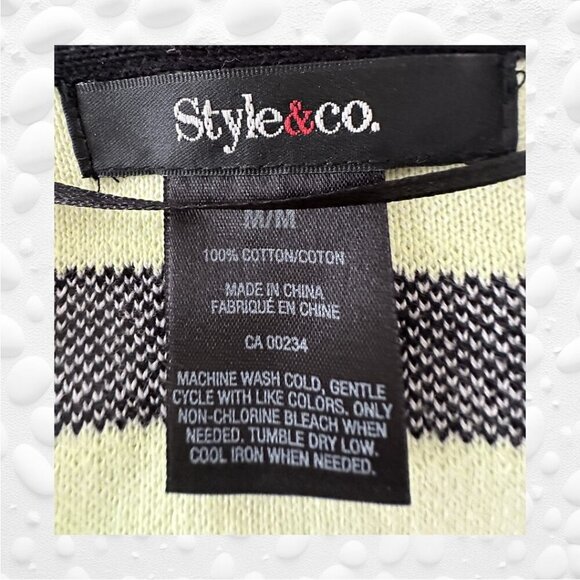 Style&co.
M/M
100% COTTON/COTON
MADE IN CHINA
FABRIQUÉ EN CHINE
CA 00234
MACHINE WASH COLD, GENTLE
CYCLE WITH LIKE COLORS. ONLY
NON-CHLORINE BLEACH WHEN
NEEDED. TUMBLE DRY LOW.
COOL IRON WHEN NEEDED.